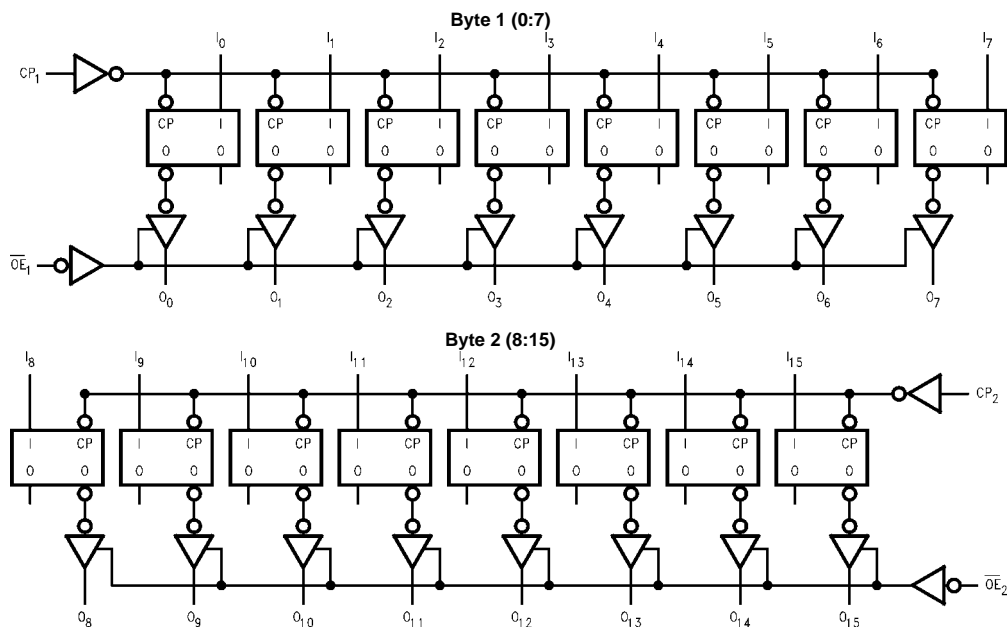 Byte 1 (0:7)
I0 I1 I2 I3 I4 I5 I6 I7
CP1
CP I CP I CP I CP I CP I CP I CP I CP I
O O O O O O O O O O O O O O O O
OE1
O0 O1 O2 O3 O4 O5 O6 O7
Byte 2 (8:15)
I8 I9 I10 I11 I12 I13 I14 I15
CP2
I CP I CP I CP I CP I CP I CP I CP I CP
O O O O O O O O O O O O O O O O
OE2
O8 O9 O10 O11 O12 O13 O14 O15